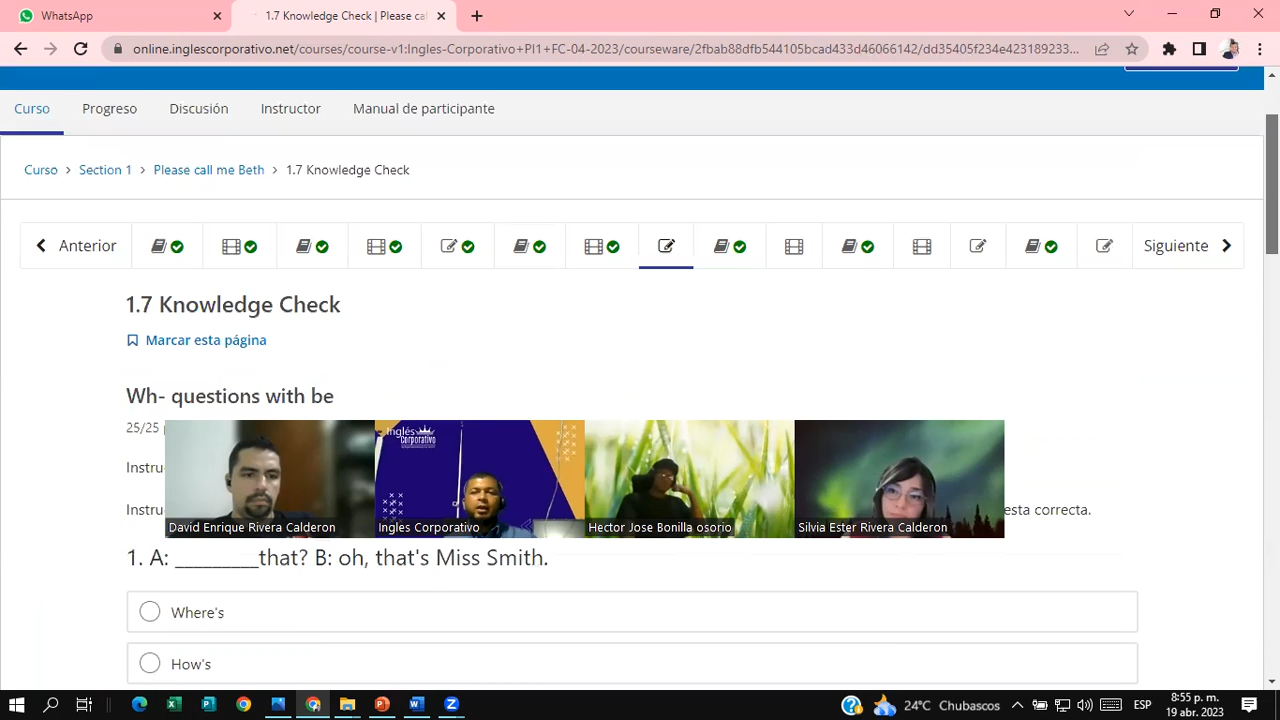 WhatsApp
1.7 Knowledge Check | Please ca
online.inglescorporativo.net/courses/course-v1:Ingles-Corporativo+PI1+FC-04-2023/courseware/2fbab88dfb544105bcad433d46066142/dd35405f234e423189233...
Curso Progreso Discusión Instructor Manual de participante
Curso > Section 1 > Please call me Beth > 1.7 Knowledge Check
Anterior Siguiente
1.7 Knowledge Check
Marcar esta página
Wh- questions with be
25/25
Inglés Corporativo
Instru
Instru esta correcta.
David Enrique Rivera Calderon Ingles Corporativo Hector Jose Bonilla osorio Silvia Ester Rivera Calderon
1. A: _________that? B: oh, that's Miss Smith.
Where's
How's
24°C Chubascos ESP 8:55 p. m.
19 abr. 2023